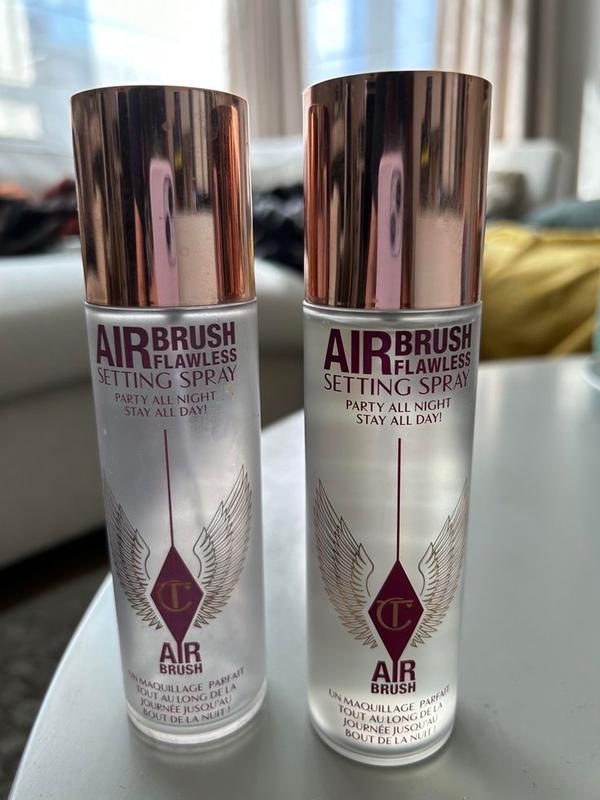 AIRBRUSH
FLAWLESS
SETTING SPRAY
PARTY ALL NIGHT
STAY ALL DAY!
CT
AIR
BRUSH
UN MAQUILLAGE PARFAIT
TOUT AU LONG DE LA
JOURNÉE JUSQU'AU
BOUT DE LA NUIT !
AIRBRUSH
FLAWLESS
SETTING SPRAY
PARTY ALL NIGHT
STAY ALL DAY!
CT
AIR
BRUSH
UN MAQUILLAGE PARFAIT
TOUT AU LONG DE LA
JOURNÉE JUSQU'AU
BOUT DE LA NUIT !